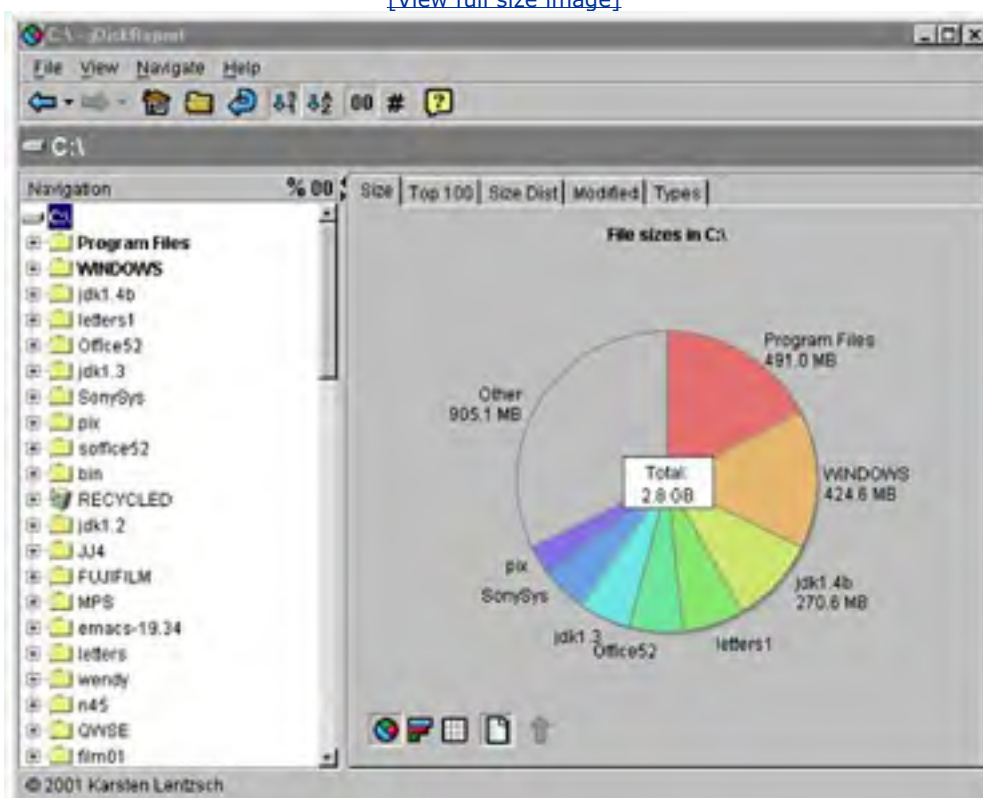 [View full size image]
C:\ - JDiskReport
File View Navigate Help
00 # ?
C:\
Navigation % 00
Size Top 100 Size Dist Modified Types
C:\
Program Files
WINDOWS
jdk1.4b
letters1
Office52
jdk1.3
SonySys
pix
soffice52
bin
RECYCLED
jdk1.2
JJ4
FUJIFILM
MPS
emacs-19.34
letters
wendy
n45
QWSE
film01
File sizes in C:\
Program Files
491.0 MB
Other
905.1 MB
Total:
2.8 GB
WINDOWS
424.6 MB
pix
SonySys
jdk1.4b
270.6 MB
jdk1.3
Office52
letters1
© 2001 Karsten Lentzsch